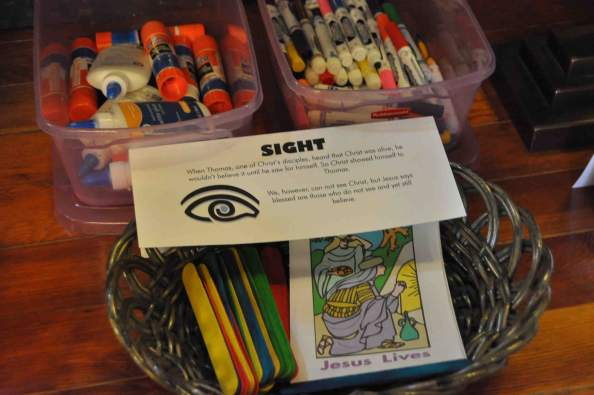 SIGHT
When Thomas, one of Christ's disciples, heard that Christ was alive, he
wouldn't believe it until he saw for himself. So Christ showed himself to
Thomas.
We, however, can not see Christ, but Jesus says
blessed are those who do not see and yet still
believe.
Jesus Lives